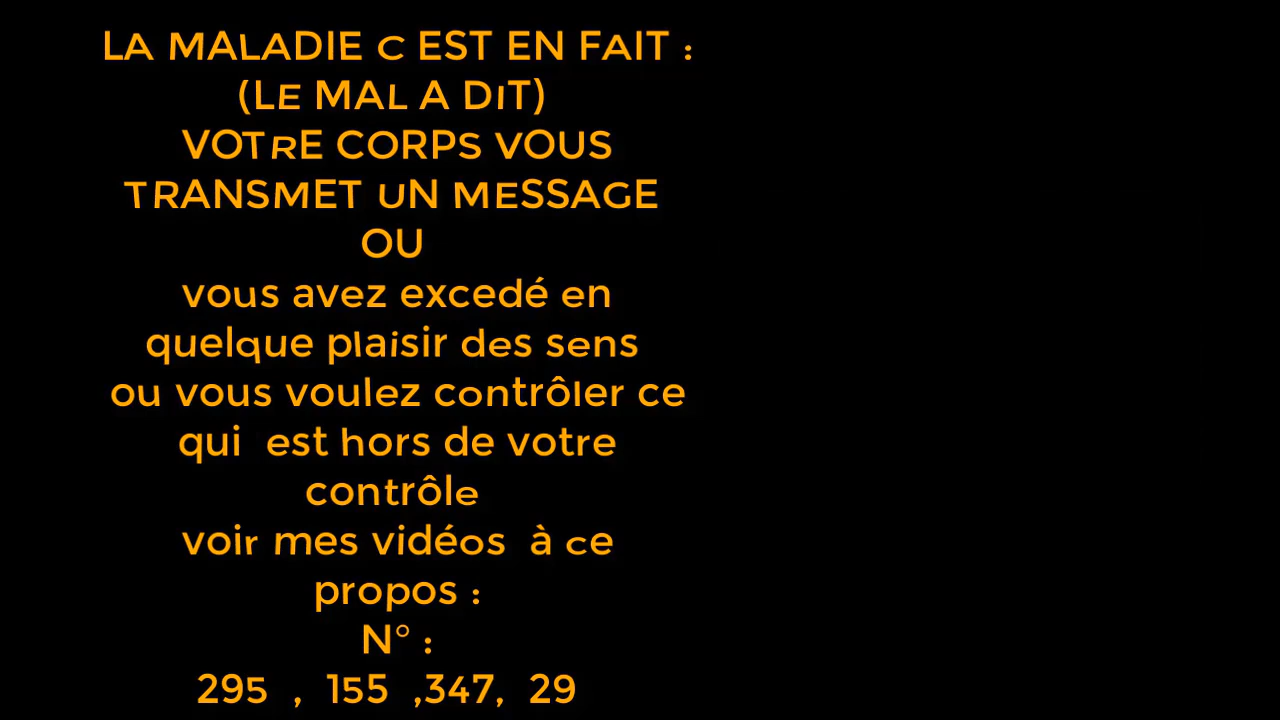 LA MALADIE C EST EN FAIT :
(LE MAL A DIT)
VOTRE CORPS VOUS
TRANSMET UN MESSAGE
OU
vous avez excedé en
quelque plaisir des sens
ou vous voulez contrôler ce
qui est hors de votre
contrôle
voir mes vidéos à ce
propos :
N° :
295 , 155 ,347, 29